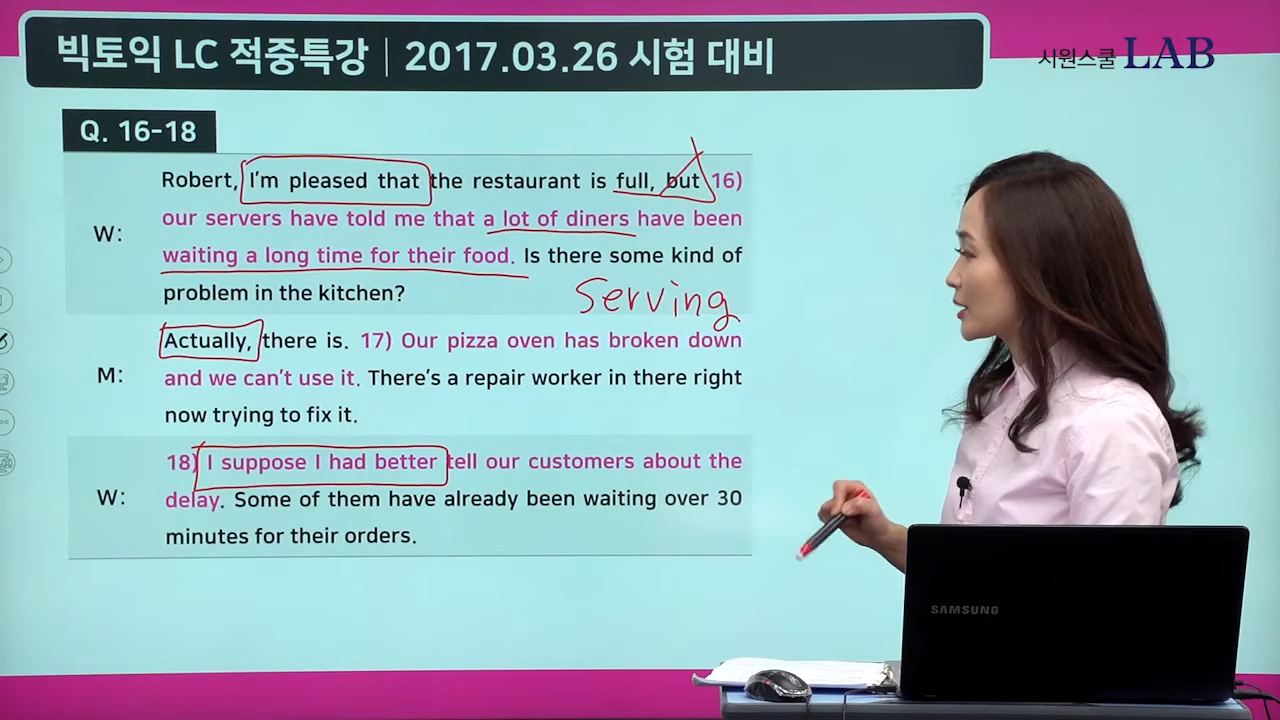 빅토익 LC 적중특강 | 2017.03.26 시험 대비
시원스쿨 LAB
Q. 16-18
Robert, I'm pleased that the restaurant is full, but 16)
our servers have told me that a lot of diners have been
W:
waiting a long time for their food. Is there some kind of
problem in the kitchen?
Serving
Actually, there is. 17) Our pizza oven has broken down
M:
and we can't use it. There's a repair worker in there right
now trying to fix it.
18) I suppose I had better tell our customers about the
W:
delay. Some of them have already been waiting over 30
minutes for their orders.
SAMSUNG